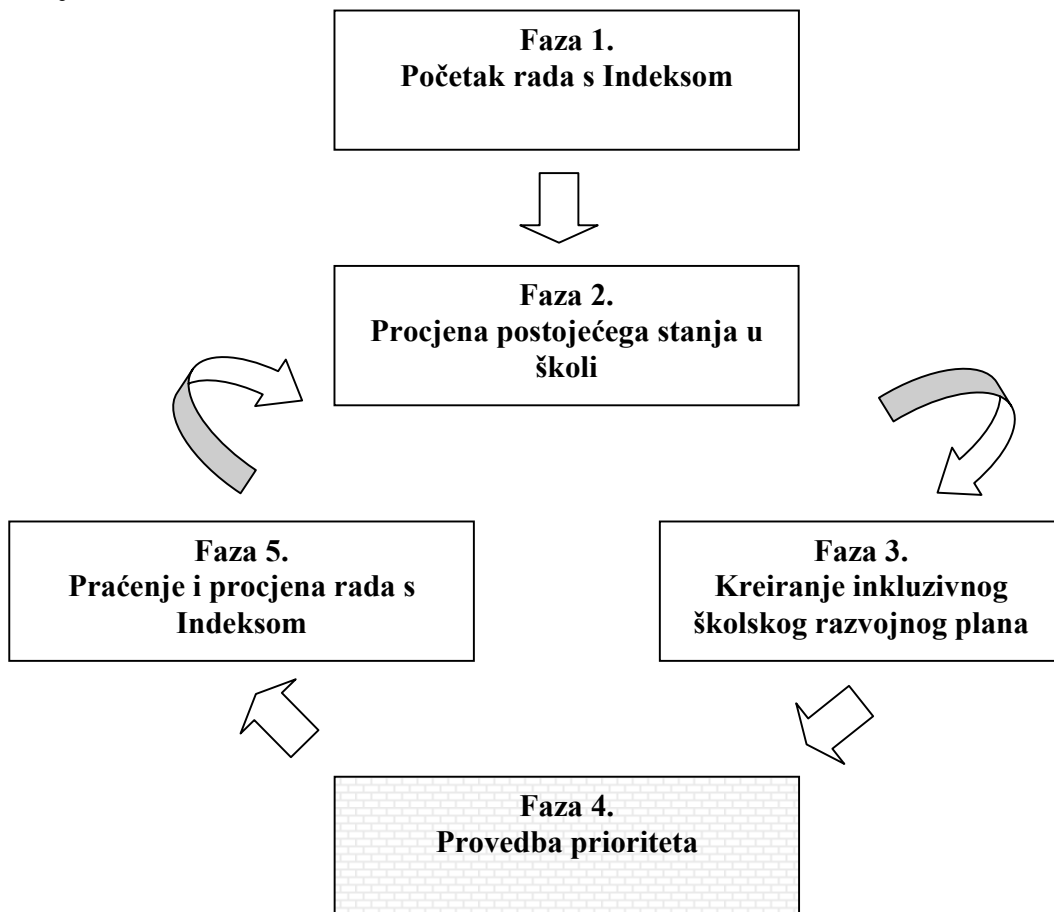 Faza 1.
Početak rada s Indeksom
Faza 2.
Procjena postojećega stanja u
školi
Faza 5.
Praćenje i procjena rada s
Indeksom
Faza 3.
Kreiranje inkluzivnog
školskog razvojnog plana
Faza 4.
Provedba prioriteta